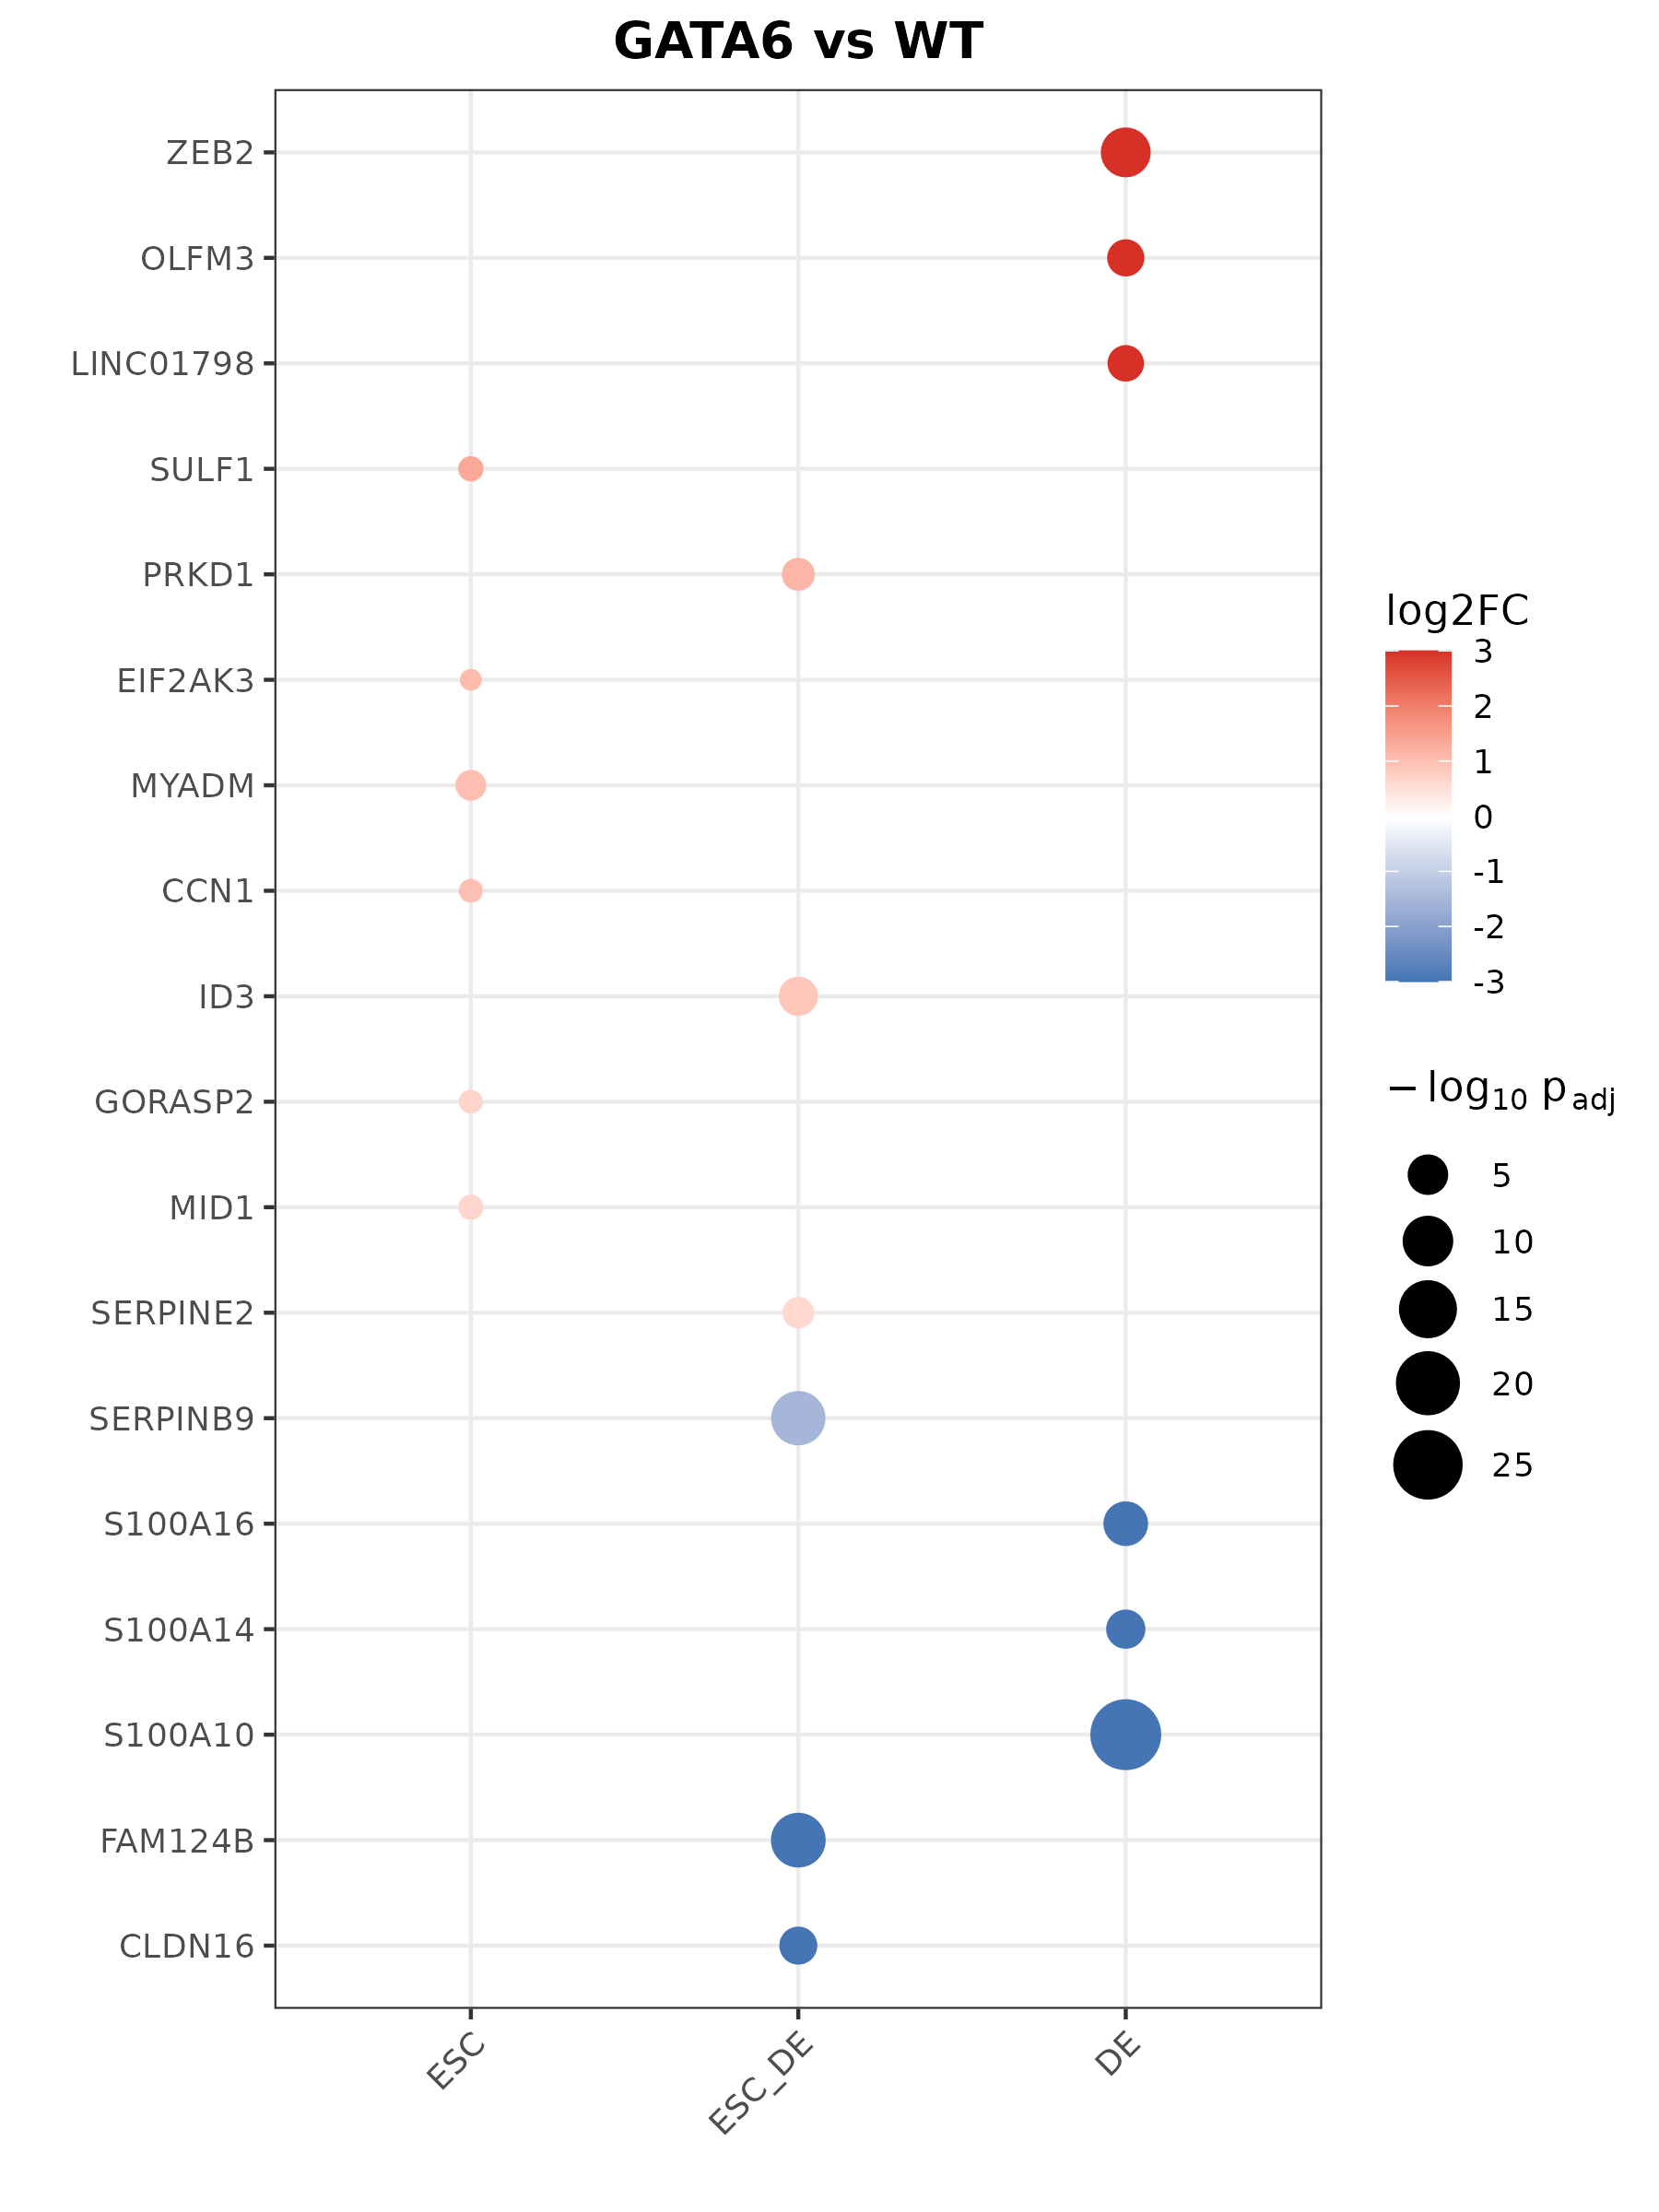 GATA6 vs WT
ZEB2
OLFM3
LINC01798
SULF1
PRKD1
EIF2AK3
MYADM
CCN1
ID3
GORASP2
MID1
SERPINE2
SERPINB9
S100A16
S100A14
S100A10
FAM124B
CLDN16
ESC
ESC_DE
DE
log2FC
3
2
1
0
-1
-2
-3
−log10 padj
5
10
15
20
25